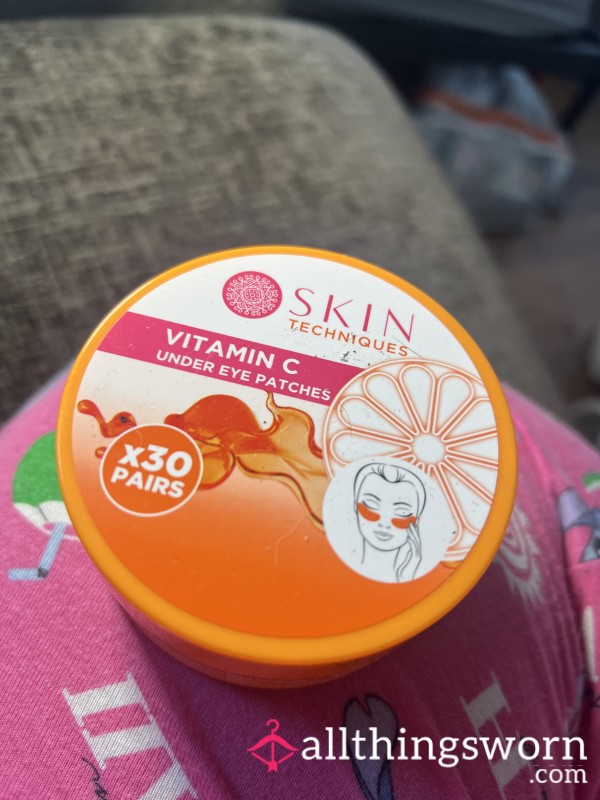 SKIN
TECHNIQUES
VITAMIN C
UNDER EYE PATCHES
x30
PAIRS
allthingsworn
.com